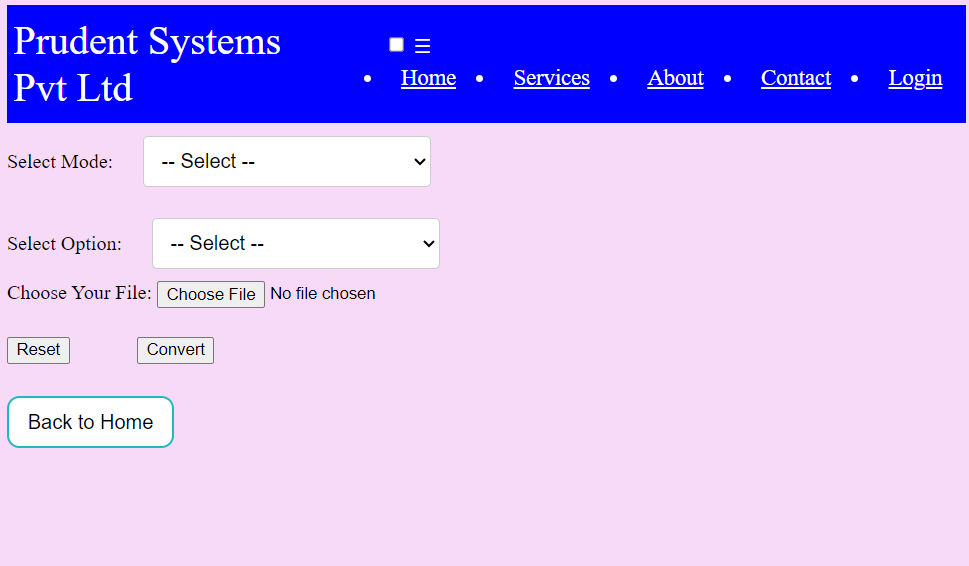 Prudent Systems
Pvt Ltd
☰
• Home • Services • About • Contact • Login
Select Mode: -- Select --
Select Option: -- Select --
Choose Your File: Choose File No file chosen
Reset Convert
Back to Home